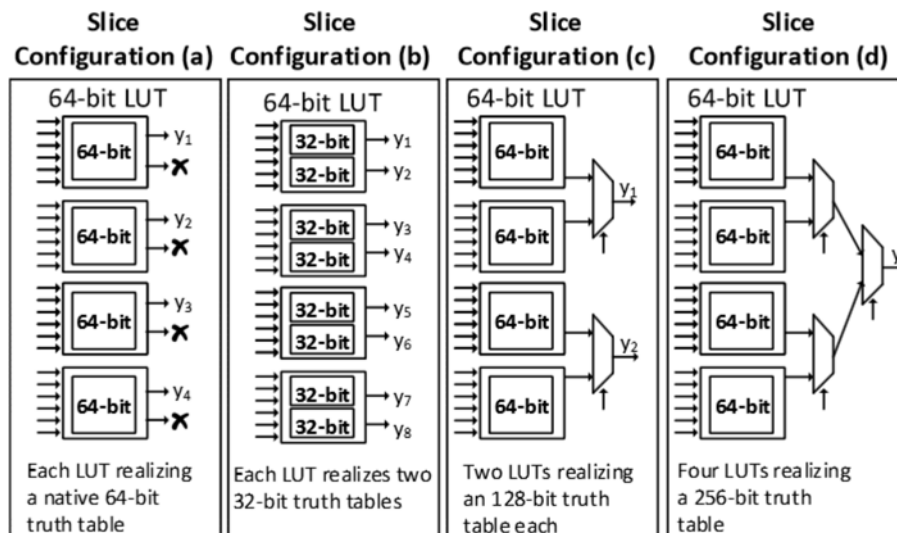 Slice
Configuration (a)
64-bit LUT
64-bit
y1
64-bit
y2
64-bit
y3
64-bit
y4
Each LUT realizing
a native 64-bit
truth table
Slice
Configuration (b)
64-bit LUT
32-bit
y1
32-bit
y2
32-bit
y3
32-bit
y4
32-bit
y5
32-bit
y6
32-bit
y7
32-bit
y8
Each LUT realizes two
32-bit truth tables
Slice
Configuration (c)
64-bit LUT
64-bit
y1
64-bit
64-bit
y2
64-bit
Two LUTs realizing
an 128-bit truth
table each
Slice
Configuration (d)
64-bit LUT
64-bit
64-bit
y
64-bit
64-bit
Four LUTs realizing
a 256-bit truth
table